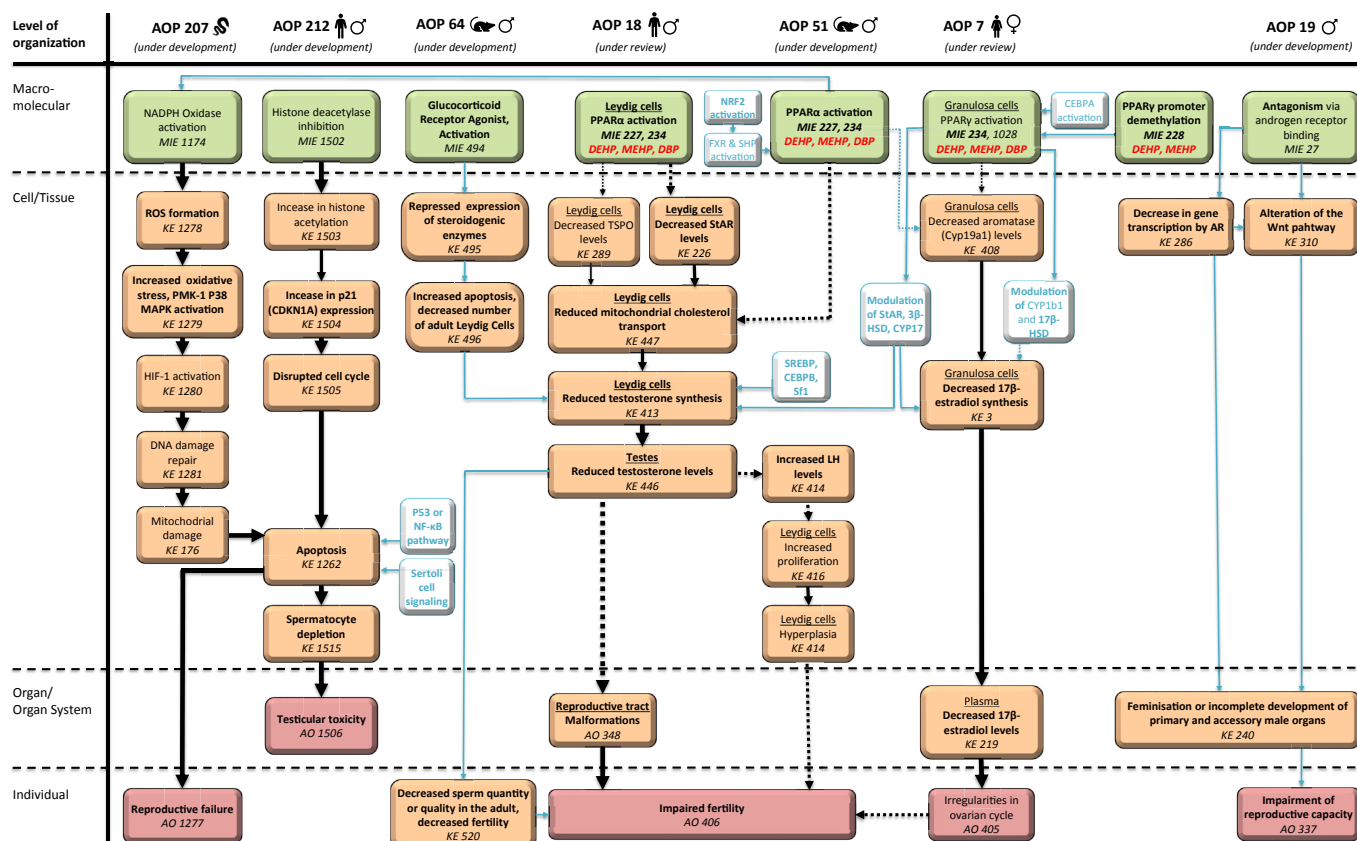 Level of
organization
AOP 207
(under development)
AOP 212
(under development)
AOP 64
(under development)
AOP 18
(under review)
AOP 51
(under development)
AOP 7
(under review)
AOP 19
(under development)
Macro-
molecular
NADPH Oxidase
activation
MIE 1174
Histone deacetylase
inhibition
MIE 1502
Glucocorticoid
Receptor Agonist,
Activation
MIE 494
Leydig cells
PPARα activation
MIE 227, 234
DEHP, MEHP, DBP
NRF2
activation
FXR & SHP
activation
PPARα activation
MIE 227, 234
DEHP, MEHP, DBP
Granulosa cells
PPARγ activation
MIE 234, 1028
DEHP, MEHP, DBP
CEBPA
activation
PPARγ promoter
demethylation
MIE 228
DEHP, MEHP
Antagonism via
androgen receptor
binding
MIE 27
Cell/Tissue
ROS formation
KE 1278
Incease in histone
acetylation
KE 1503
Repressed expression
of steroidogenic
enzymes
KE 495
Leydig cells
Decreased TSPO
levels
KE 289
Leydig cells
Decreased StAR
levels
KE 226
Granulosa cells
Decreased aromatase
(Cyp19a1) levels
KE 408
Decrease in gene
transcription by AR
KE 286
Alteration of the
Wnt pahtway
KE 310
Increased oxidative
stress, PMK-1 P38
MAPK activation
KE 1279
Incease in p21
(CDKN1A) expression
KE 1504
Increased apoptosis,
decreased number
of adult Leydig Cells
KE 496
Leydig cells
Reduced mitochondrial cholesterol
transport
KE 447
Modulation
of StAR, 3β-
HSD, CYP17
Modulation
of CYP1b1
and 17β-
HSD
HIF-1 activation
KE 1280
Disrupted cell cycle
KE 1505
Leydig cells
Reduced testosterone synthesis
KE 413
SREBP,
CEBPB,
Sf1
Granulosa cells
Decreased 17β-
estradiol synthesis
KE 3
DNA damage
repair
KE 1281
Testes
Reduced testosterone levels
KE 446
Increased LH
levels
KE 414
Mitochodrial
damage
KE 176
Apoptosis
KE 1262
P53 or
NF-κB
pathway
Sertoli
cell
signaling
Leydig cells
Increased
proliferation
KE 416
Spermatocyte
depletion
KE 1515
Leydig cells
Hyperplasia
KE 414
Organ/
Organ System
Testicular toxicity
AO 1506
Reproductive tract
Malformations
AO 348
Plasma
Decreased 17β-
estradiol levels
KE 219
Feminisation or incomplete development of
primary and accessory male organs
KE 240
Individual
Reproductive failure
AO 1277
Decreased sperm quantity
or quality in the adult,
decreased fertility
KE 520
Impaired fertility
AO 406
Irregularities in
ovarian cycle
AO 405
Impairment of
reproductive capacity
AO 337